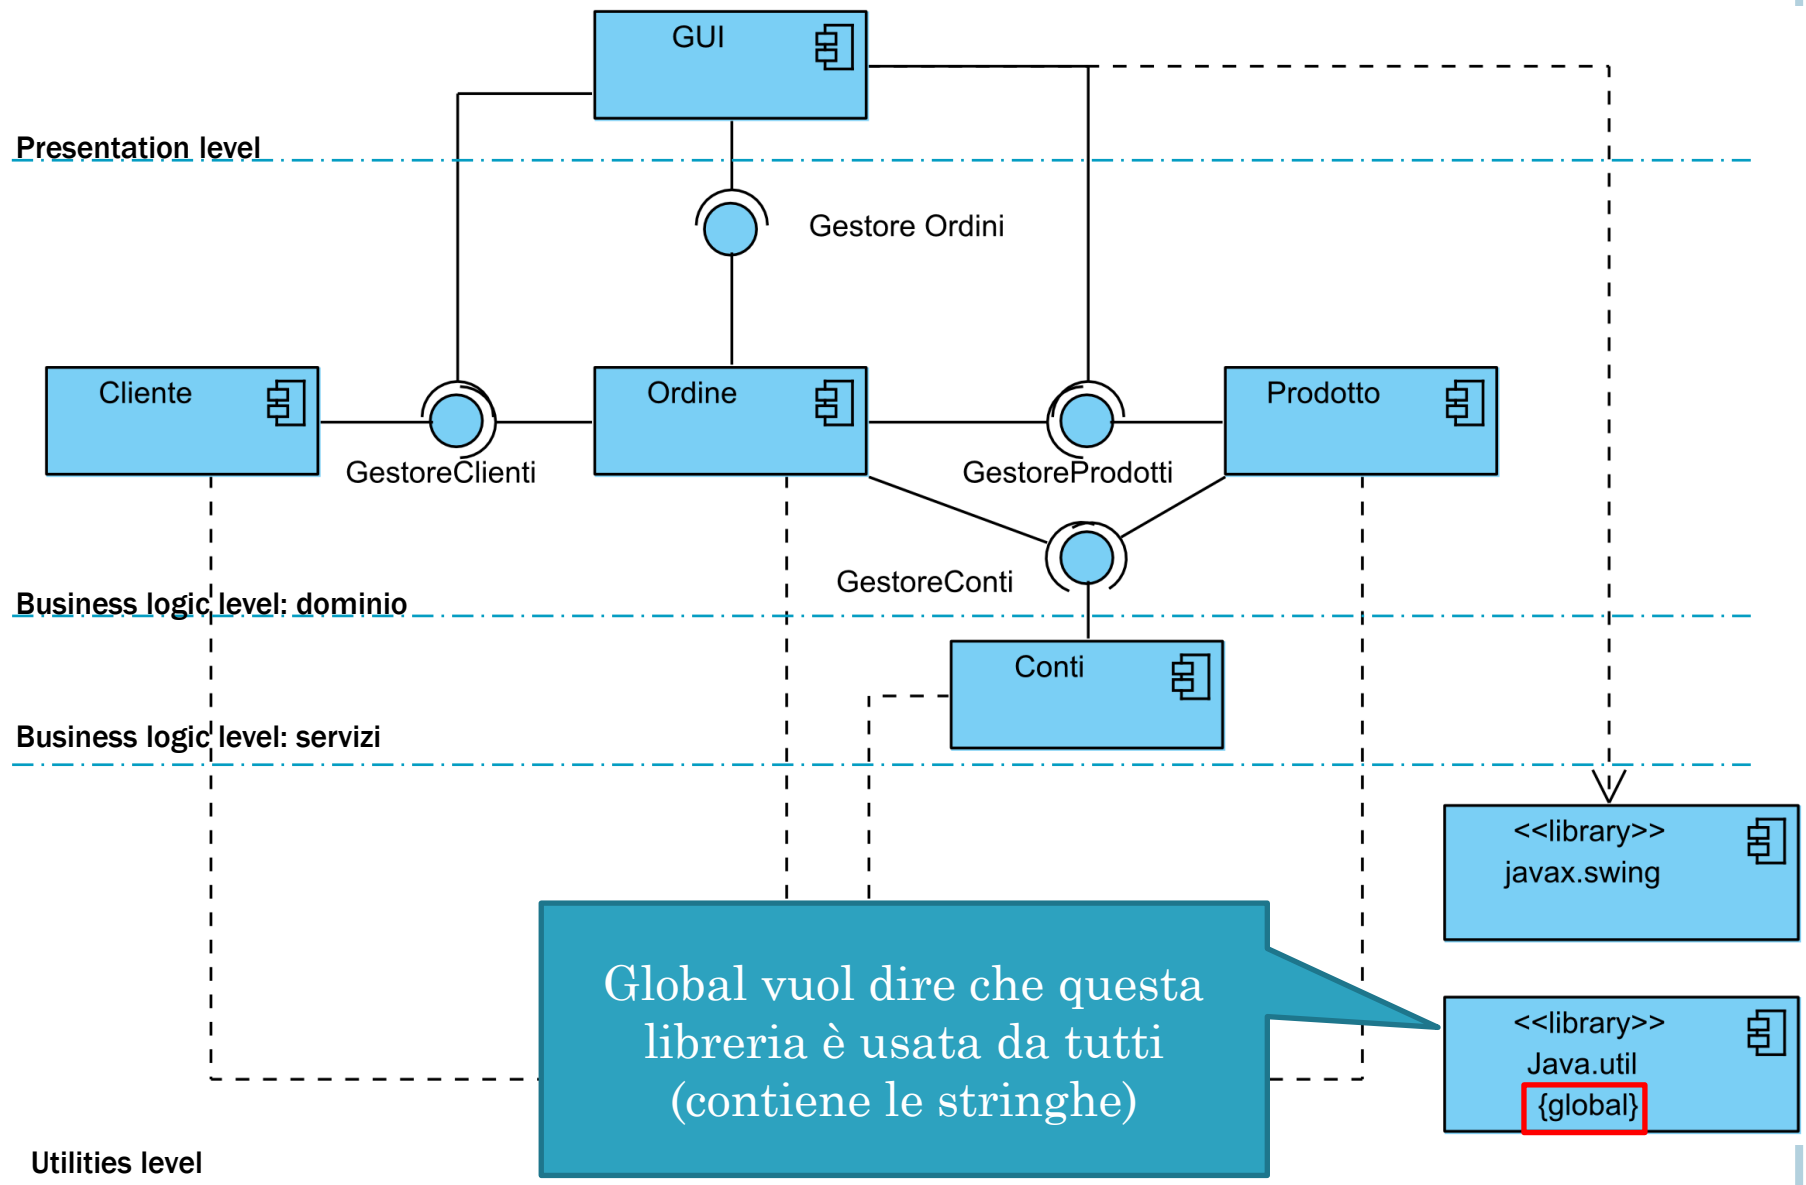 GUI
Presentation level
Gestore Ordini
Cliente
Ordine
Prodotto
GestoreClienti
GestoreProdotti
GestoreConti
Business logic level: dominio
Conti
Business logic level: servizi
<<library>>
javax.swing
Global vuol dire che questa
libreria è usata da tutti
(contiene le stringhe)
<<library>>
Java.util
{global}
Utilities level